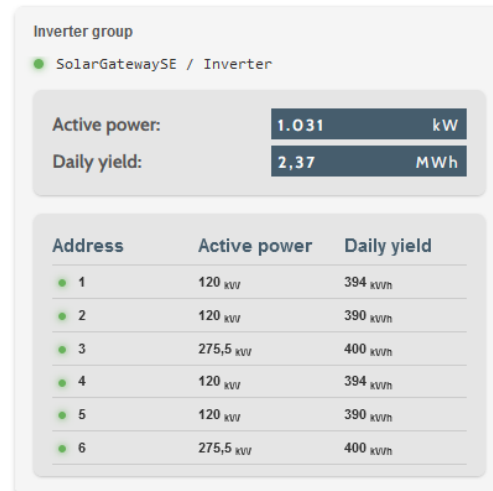 Inverter group
SolarGatewaySE / Inverter
Active power: 1.031 kW
Daily yield: 2,37 MWh
Address Active power Daily yield
1 120 kW 394 kWh
2 120 kW 390 kWh
3 275,5 kW 400 kWh
4 120 kW 394 kWh
5 120 kW 390 kWh
6 275,5 kW 400 kWh